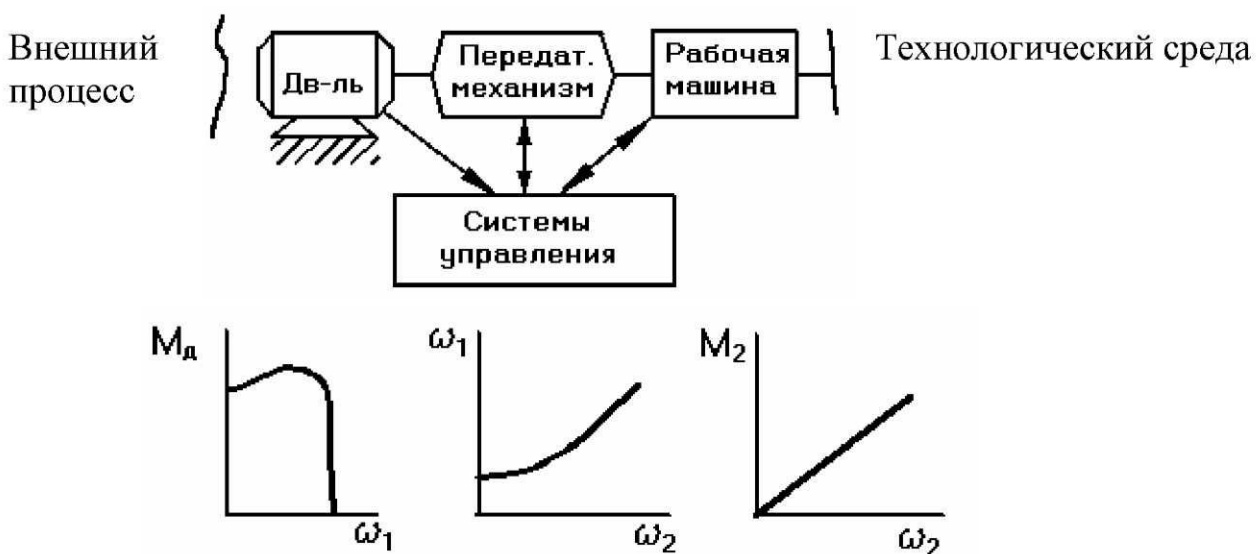 Внешний
процесс
Дв-ль
Передат.
механизм
Рабочая
машина
Технологический среда
Системы
управления
Mд
ω1
ω1
ω2
M2
ω2